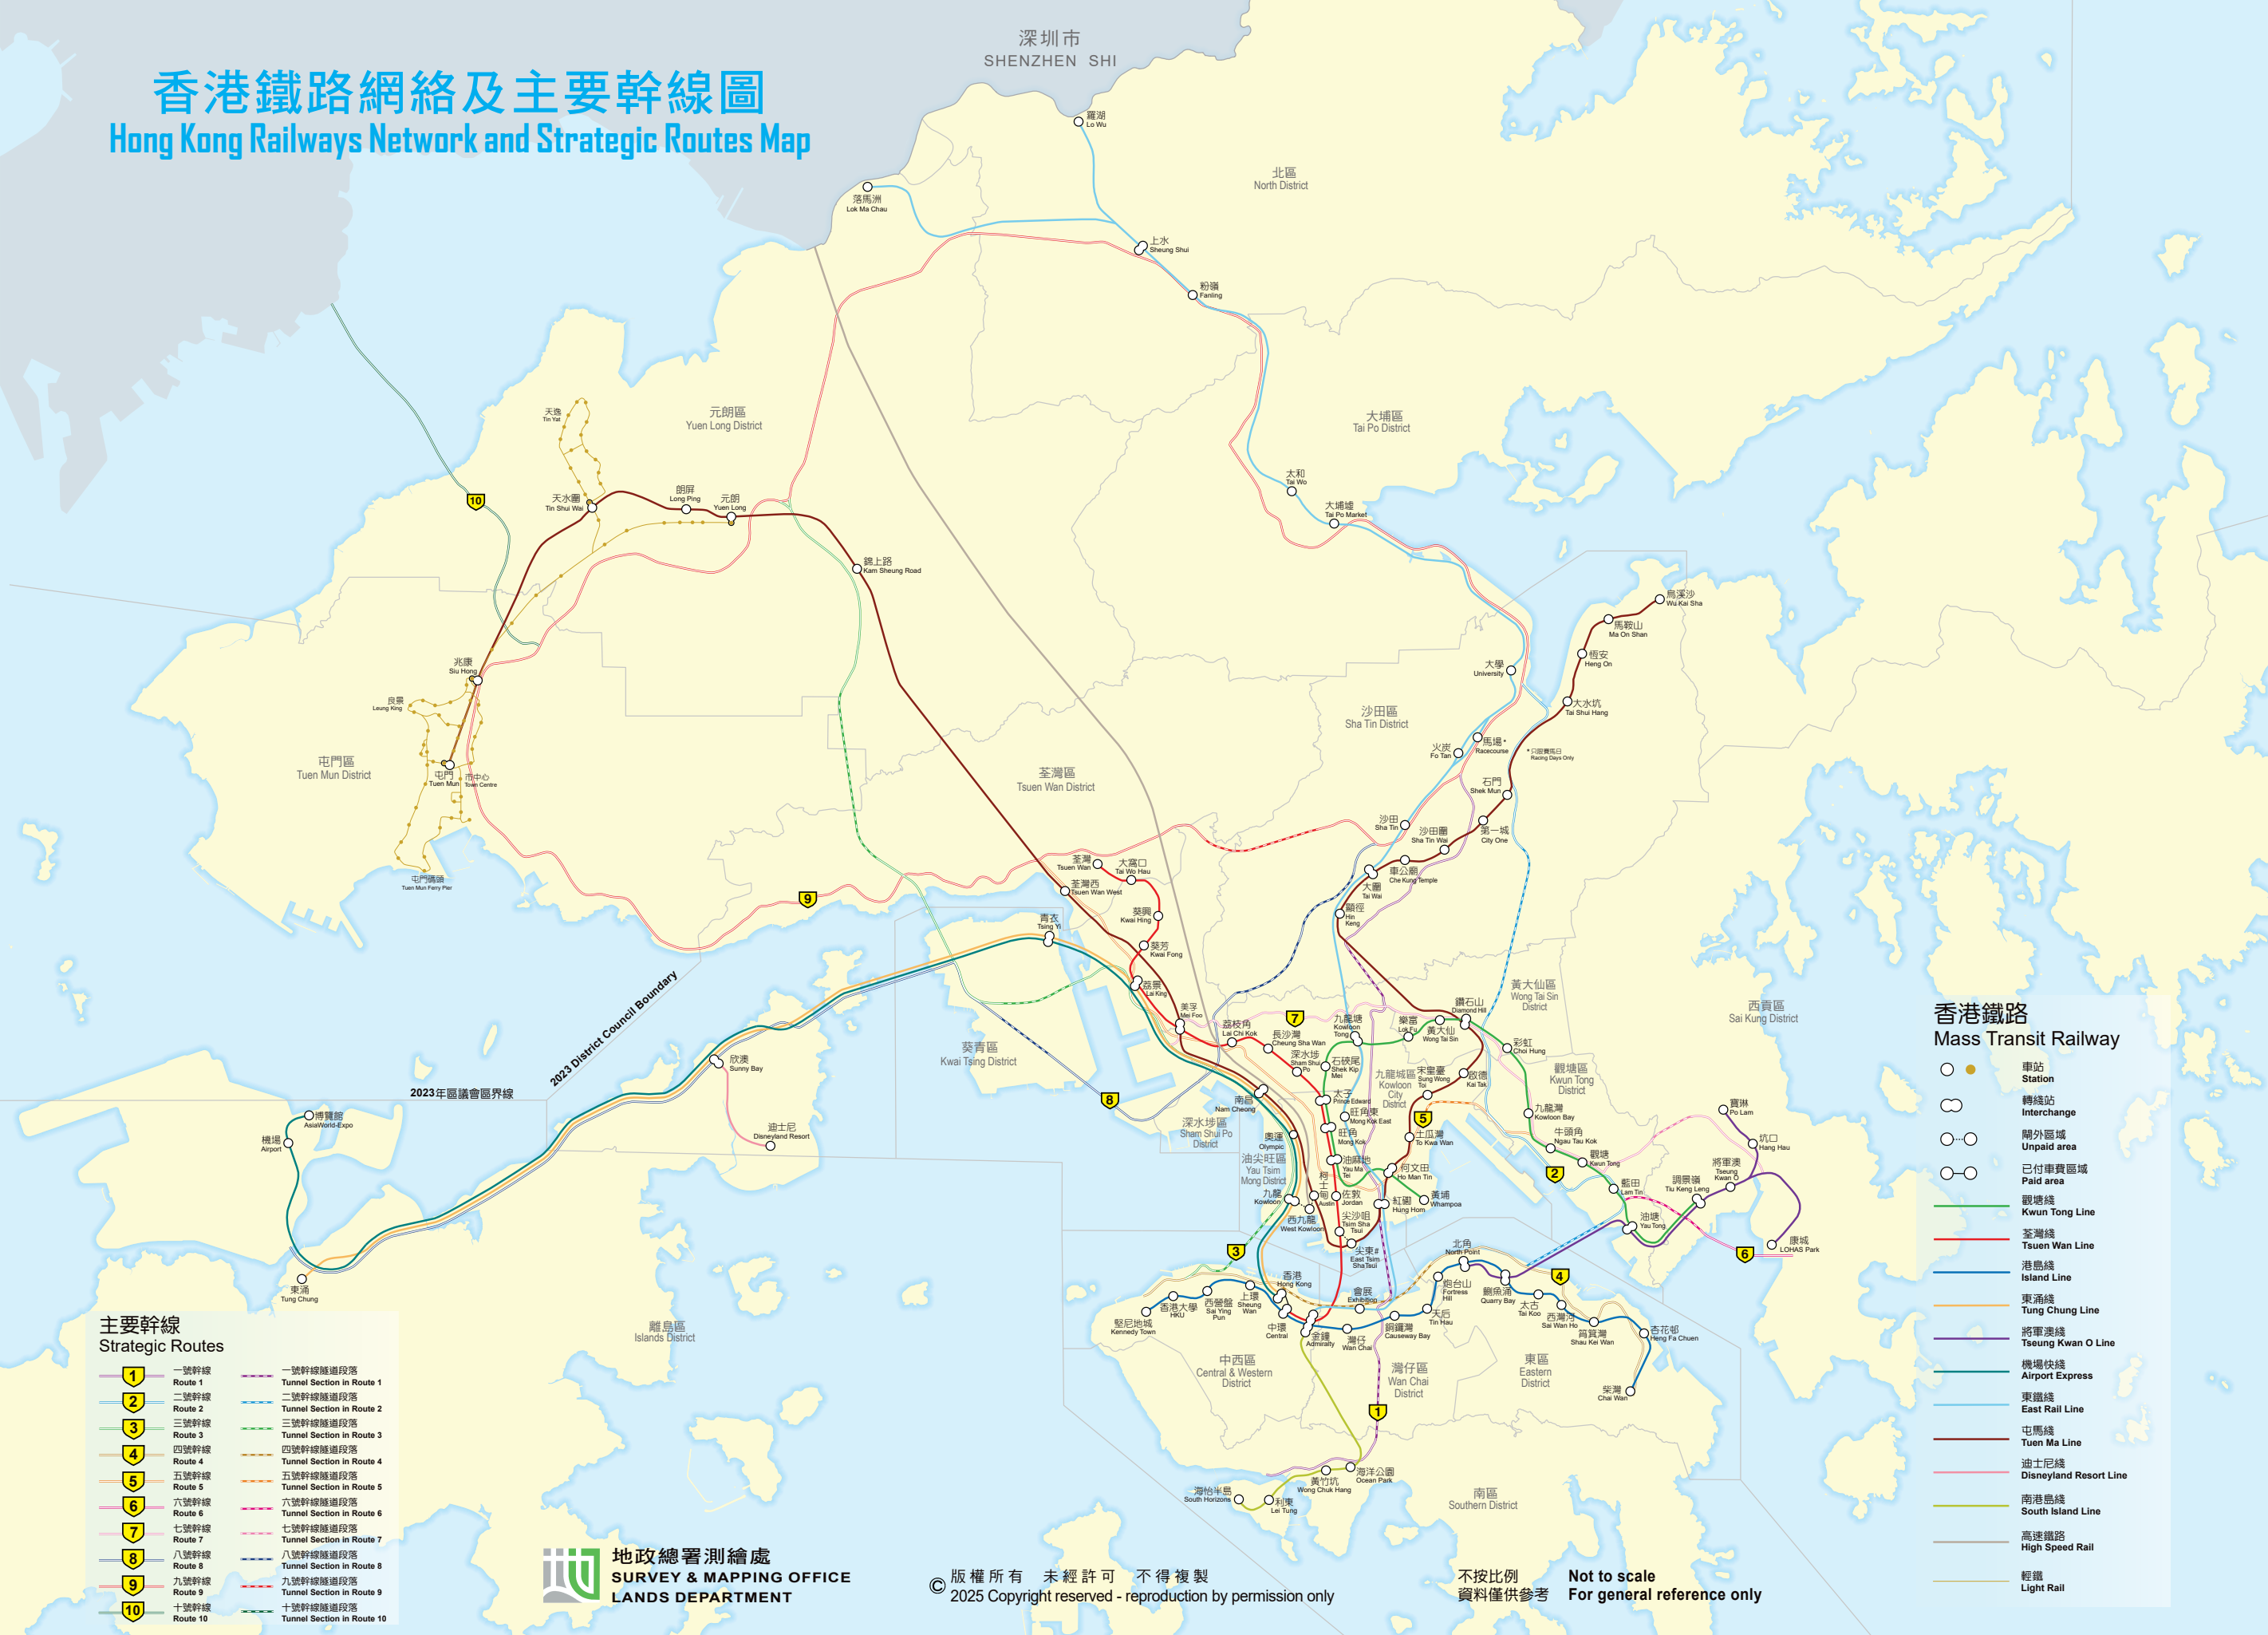 香港鐵路網絡及主要幹線圖
Hong Kong Railways Network and Strategic Routes Map
深圳市
SHENZHEN SHI
羅湖
Lo Wu
落馬洲
Lok Ma Chau
北區
North District
上水
Sheung Shui
粉嶺
Fanling
元朗區
Yuen Long District
大埔區
Tai Po District
天逸
Tin Yat
10
天水圍
Tin Shui Wai
朗屏
Long Ping
元朗
Yuen Long
太和
Tai Wo
大埔墟
Tai Po Market
錦上路
Kam Sheung Road
烏溪沙
Wu Kai Sha
馬鞍山
Ma On Shan
恆安
Heng On
大學
University
大水坑
Tai Shui Hang
兆康
Siu Hong
良景
Leung King
沙田區
Sha Tin District
火炭
Fo Tan
馬場*
Racecourse
*只限賽馬日
Racing Days Only
屯門區
Tuen Mun District
屯門
Tuen Mun
市中心
Town Centre
荃灣區
Tsuen Wan District
石門
Shek Mun
沙田
Sha Tin
沙田圍
Sha Tin Wai
第一城
City One
屯門碼頭
Tuen Mun Ferry Pier
9
荃灣
Tsuen Wan
大窩口
Tai Wo Hau
荃灣西
Tsuen Wan West
大圍
Tai Wai
車公廟
Che Kung Temple
顯徑
Hin
Keng
葵興
Kwai Hing
青衣
Tsing Yi
葵芳
Kwai Fong
荔景
Lai King
美孚
Mei Foo
黃大仙區
Wong Tai Sin
District
西貢區
Sai Kung District
鑽石山
Diamond Hill
7
荔枝角
Lai Chi Kok
長沙灣
Cheung Sha Wan
九龍塘
Kowloon
Tong
樂富
Lok Fu
黃大仙
Wong Tai Sin
彩虹
Choi Hung
深水埗
Sham Shui
Po
石硤尾
Shek Kip
Mei
九龍城區
Kowloon
City
District
宋皇臺
Sung Wong
Toi
啟德
Kai Tak
觀塘區
Kwun Tong
District
葵青區
Kwai Tsing District
8
欣澳
Sunny Bay
2023 District Council Boundary
2023年區議會區界線
博覽館
AsiaWorld-Expo
機場
Airport
迪士尼
Disneyland Resort
東涌
Tung Chung
南昌
Nam Cheong
太子
Prince Edward
旺角東
Mong Kok East
旺角
Mong Kok
5
土瓜灣
To Kwa Wan
九龍灣
Kowloon Bay
牛頭角
Ngau Tau Kok
觀塘
Kwun Tong
2
藍田
Lam Tin
油塘
Yau Tong
調景嶺
Tiu Keng Leng
將軍澳
Tseung
Kwan O
寶琳
Po Lam
坑口
Hang Hau
康城
LOHAS Park
6
深水埗區
Sham Shui Po
District
奧運
Olympic
油尖旺區
Yau Tsim
Mong District
油麻地
Yau Ma
Tei
何文田
Ho Man Tin
九龍
Kowloon
柯士甸
Austin
西九龍
West Kowloon
佐敦
Jordan
黃埔
Whampoa
紅磡
Hung Hom
尖沙咀
Tsim Sha
Tsui
尖東#
East Tsim
ShaTsui
3
北角
North Point
炮台山
Fortress
Hill
鰂魚涌
Quarry Bay
4
太古
Tai Koo
西灣河
Sai Wan Ho
筲箕灣
Shau Kei Wan
杏花邨
Heng Fa Chuen
柴灣
Chai Wan
香港
Hong Kong
上環
Sheung
Wan
西營盤
Sai Ying
Pun
香港大學
HKU
堅尼地城
Kennedy Town
中環
Central
金鐘
Admiralty
會展
Exhibition
灣仔
Wan Chai
銅鑼灣
Causeway Bay
天后
Tin Hau
離島區
Islands District
中西區
Central & Western
District
灣仔區
Wan Chai
District
東區
Eastern
District
1
海洋公園
Ocean Park
黃竹坑
Wong Chuk Hang
海怡半島
South Horizons
利東
Lei Tung
南區
Southern District
香港鐵路
Mass Transit Railway
車站
Station
轉綫站
Interchange
閘外區域
Unpaid area
已付車費區域
Paid area
觀塘綫
Kwun Tong Line
荃灣綫
Tsuen Wan Line
港島綫
Island Line
東涌綫
Tung Chung Line
將軍澳綫
Tseung Kwan O Line
機場快綫
Airport Express
東鐵綫
East Rail Line
屯馬綫
Tuen Ma Line
迪士尼綫
Disneyland Resort Line
南港島綫
South Island Line
高速鐵路
High Speed Rail
輕鐵
Light Rail
主要幹線
Strategic Routes
1 一號幹線 一號幹線隧道段落
Route 1 Tunnel Section in Route 1
2 二號幹線 二號幹線隧道段落
Route 2 Tunnel Section in Route 2
3 三號幹線 三號幹線隧道段落
Route 3 Tunnel Section in Route 3
4 四號幹線 四號幹線隧道段落
Route 4 Tunnel Section in Route 4
5 五號幹線 五號幹線隧道段落
Route 5 Tunnel Section in Route 5
6 六號幹線 六號幹線隧道段落
Route 6 Tunnel Section in Route 6
7 七號幹線 七號幹線隧道段落
Route 7 Tunnel Section in Route 7
8 八號幹線 八號幹線隧道段落
Route 8 Tunnel Section in Route 8
9 九號幹線 九號幹線隧道段落
Route 9 Tunnel Section in Route 9
10 十號幹線 十號幹線隧道段落
Route 10 Tunnel Section in Route 10
地政總署測繪處
SURVEY & MAPPING OFFICE
LANDS DEPARTMENT
© 版權所有 未經許可 不得複製
2025 Copyright reserved - reproduction by permission only
不按比例 Not to scale
資料僅供參考 For general reference only